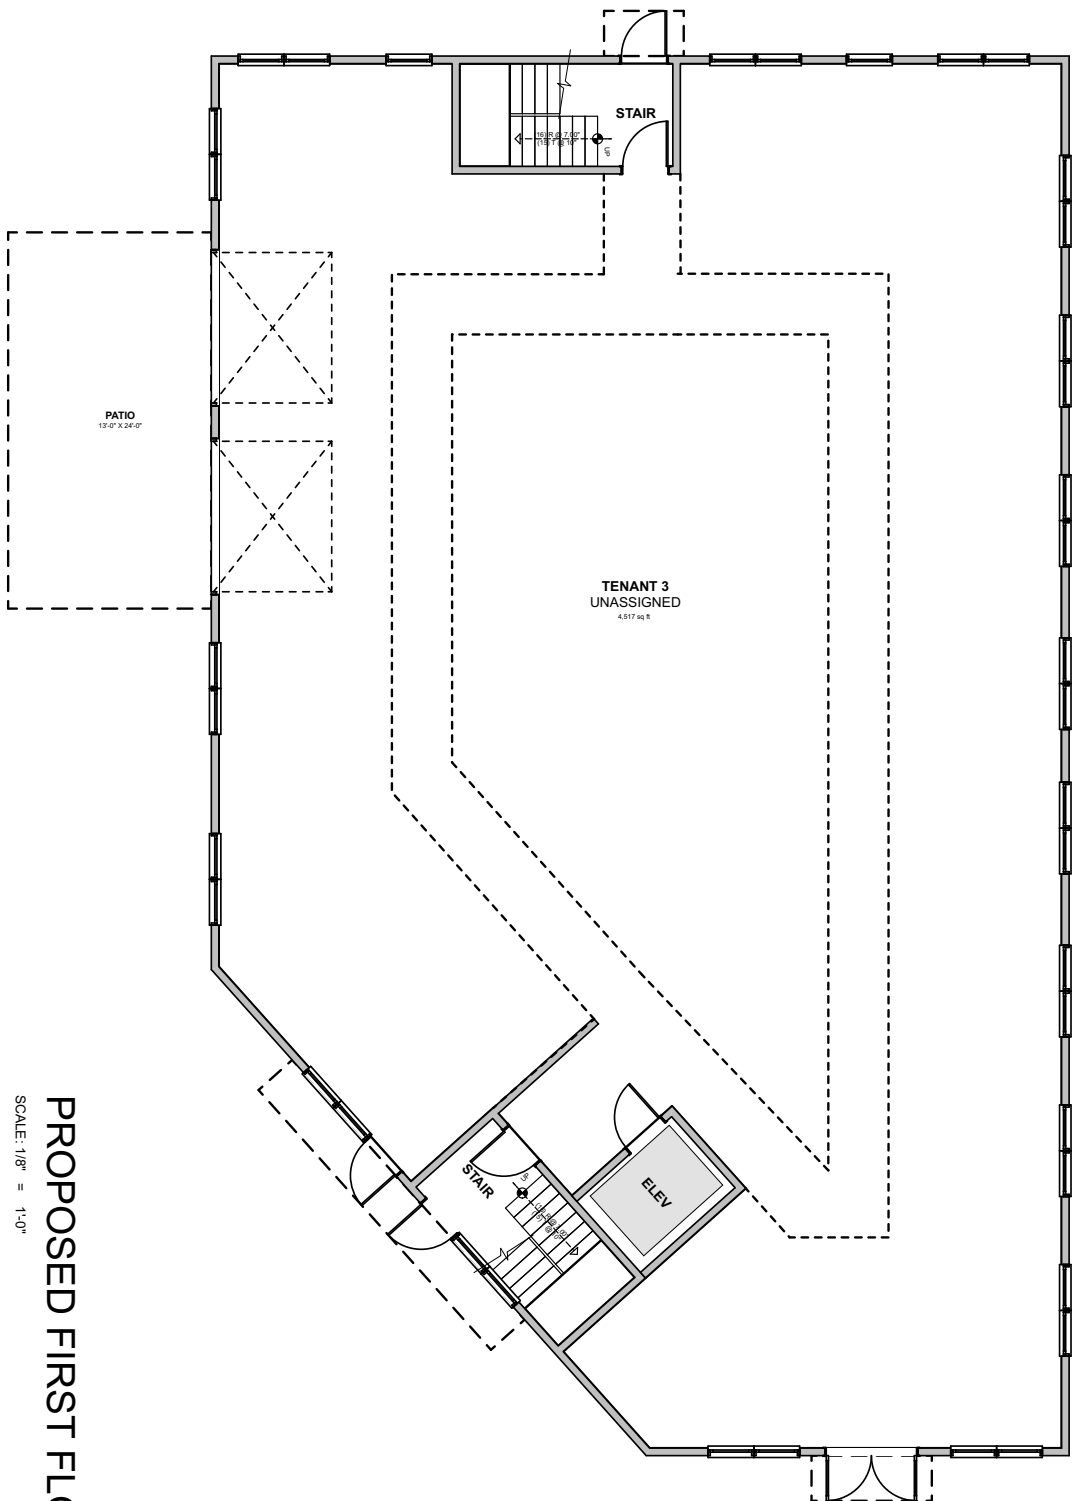 STAIR
(16) R @ 7.00"
(15) T @ 10"
UP
PATIO
13'-0" X 24'-0"
TENANT 3
UNASSIGNED
4,517 sq ft
ELEV
STAIR
UP
PROPOSED FIRST FLO
SCALE: 1/8" = 1'-0"